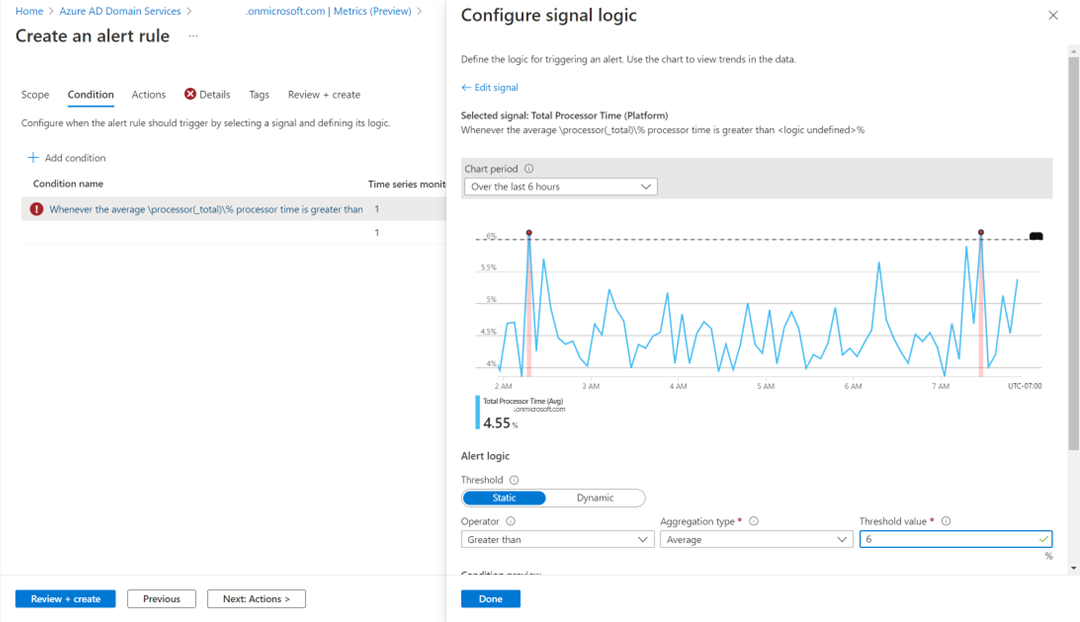 Home > Azure AD Domain Services > .onmicrosoft.com | Metrics (Preview) >
Create an alert rule ...
Scope Condition Actions Details Tags Review + create
Configure when the alert rule should trigger by selecting a signal and defining its logic.
+ Add condition
Condition name Time series monit
Whenever the average \processor(_total)\% processor time is greater than 1
1
Review + create Previous Next: Actions >
Configure signal logic
Define the logic for triggering an alert. Use the chart to view trends in the data.
← Edit signal
Selected signal: Total Processor Time (Platform)
Whenever the average \processor(_total)\% processor time is greater than <logic undefined>%
Chart period
Over the last 6 hours
6%
5.5%
5%
4.5%
4%
2 AM 3 AM 4 AM 5 AM 6 AM 7 AM UTC-07:00
Total Processor Time (Avg)
.onmicrosoft.com
4.55 %
Alert logic
Threshold
Static Dynamic
Operator Aggregation type * Threshold value *
Greater than Average 6
%
Condition preview
Done